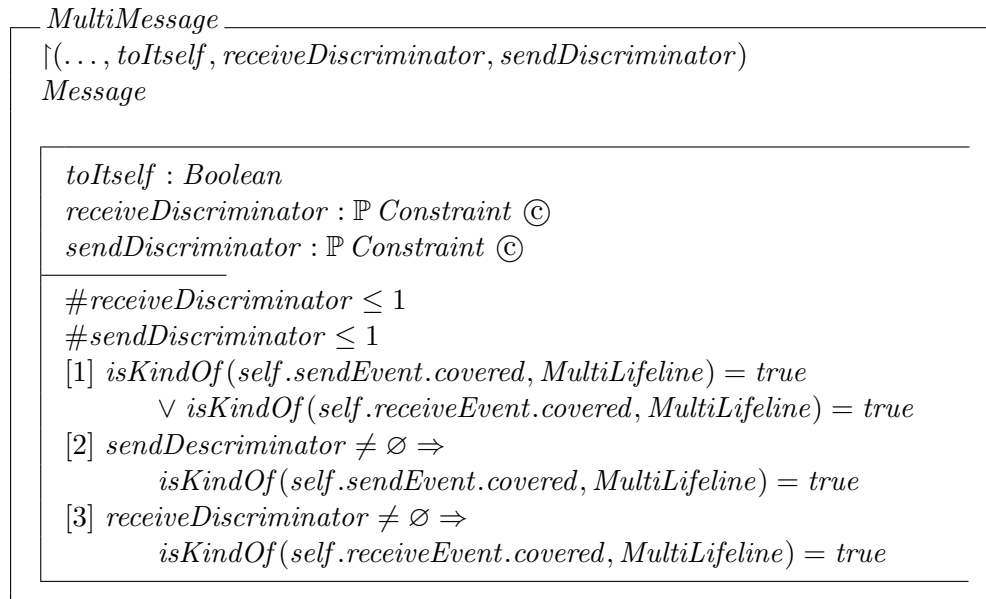 MultiMessage
↾(…, toItself, receiveDiscriminator, sendDiscriminator)
Message
toItself : Boolean
receiveDiscriminator : ℙ Constraint ©
sendDiscriminator : ℙ Constraint ©
#receiveDiscriminator ≤ 1
#sendDiscriminator ≤ 1
[1] isKindOf(self.sendEvent.covered, MultiLifeline) = true
∨ isKindOf(self.receiveEvent.covered, MultiLifeline) = true
[2] sendDescriminator ≠ ∅ ⇒
isKindOf(self.sendEvent.covered, MultiLifeline) = true
[3] receiveDiscriminator ≠ ∅ ⇒
isKindOf(self.receiveEvent.covered, MultiLifeline) = true